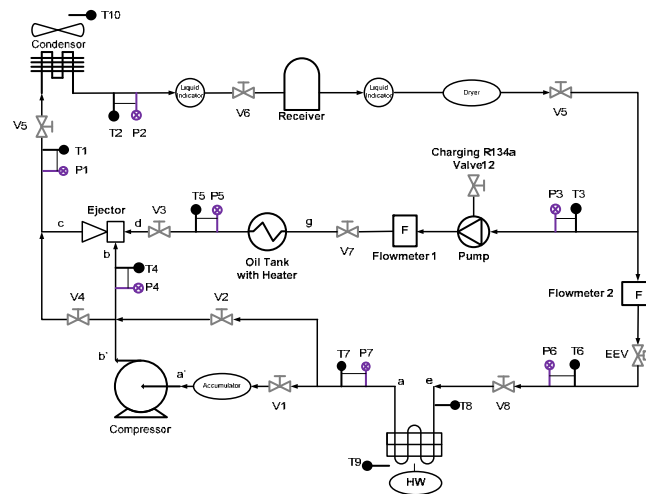 T10
Condensor
Liquid
Indicator
V6
Receiver
Liquid
Indicator
Dryer
V5
T2
P2
V5
T1
P1
Charging R134a
Valve12
Ejector
c
d
V3
T5
P5
g
Oil Tank
with Heater
V7
F
Flowmeter 1
Pump
P3
T3
b
T4
P4
Flowmeter 2
F
V4
V2
EEV
b'
a'
Accumulator
V1
T7
P7
a
e
V8
P6
T6
Compressor
T8
T9
HW